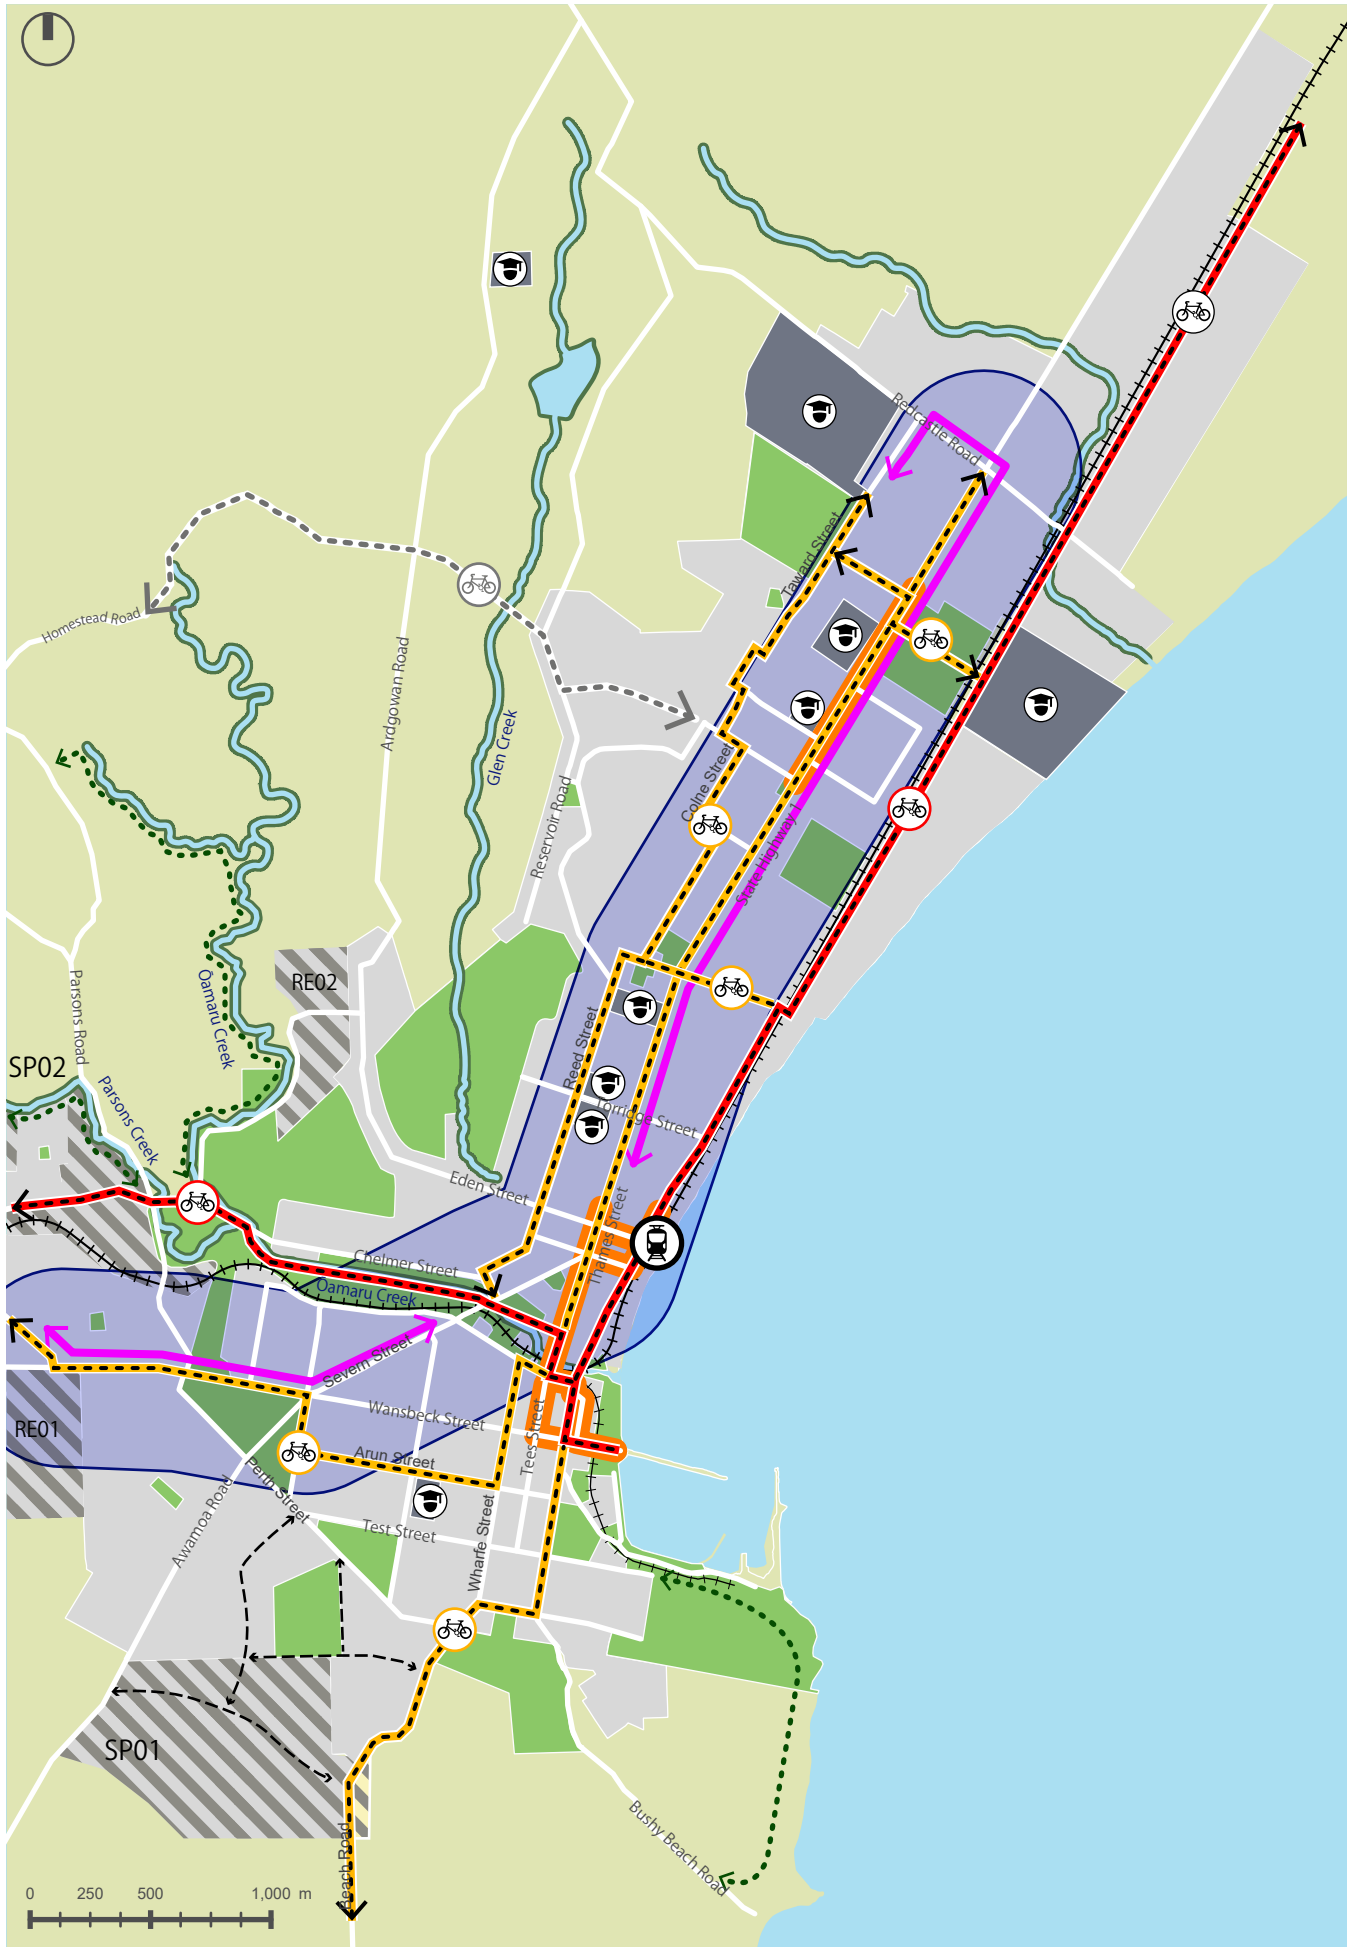 Redcastle Road
Taward Street
Homestead Road
Ardgowan Road
Glen Creek
Colne Street
Reservoir Road
State Highway 1
RE02
Parsons Road
Ōamaru Creek
Reed Street
SP02
Parsons Creek
Torridge Street
Eden Street
Thames Street
Chelmer Street
Oamaru Creek
Severn Street
RE01
Wansbeck Street
Tees Street
Arun Street
Perth Street
Awamoa Road
Test Street
Wharfe Street
SP01
Bushy Beach Road
Beach Road
0 250 500 1,000 m